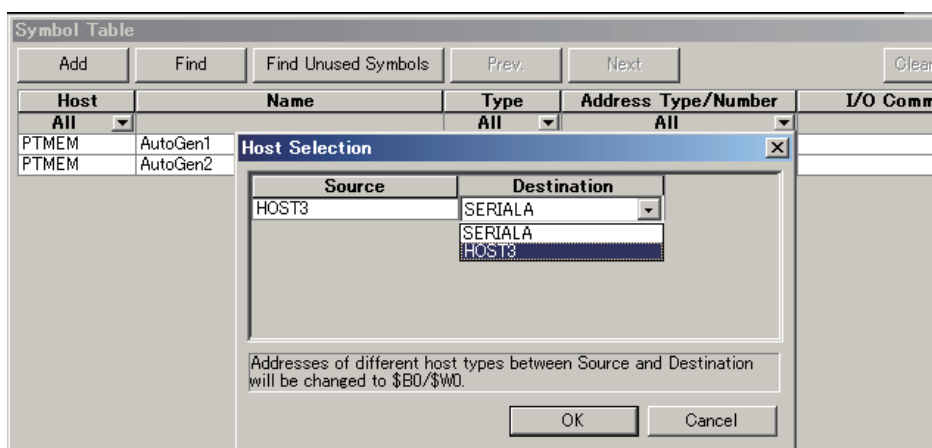 Symbol Table
Add Find Find Unused Symbols Prev. Next Clear
Host Name Type Address Type/Number I/O Comm
All All All
PTMEM AutoGen1
PTMEM AutoGen2
Host Selection
Source Destination
HOST3 SERIALA
SERIALA
HOST3
Addresses of different host types between Source and Destination
will be changed to $B0/$W0.
OK Cancel